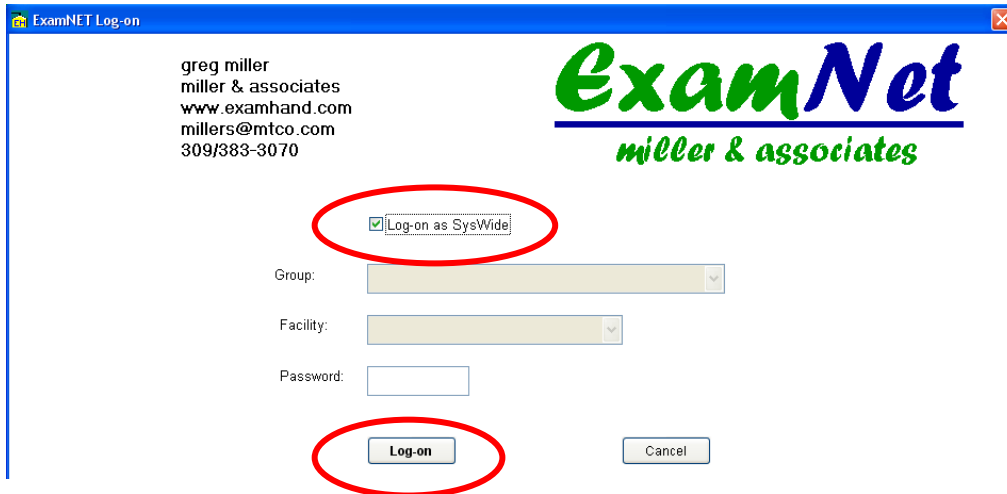 ExamNET Log-on
greg miller
miller & associates
www.examhand.com
millers@mtco.com
309/383-3070
ExamNet
miller & associates
Log-on as SysWide
Group:
Facility:
Password:
Log-on
Cancel